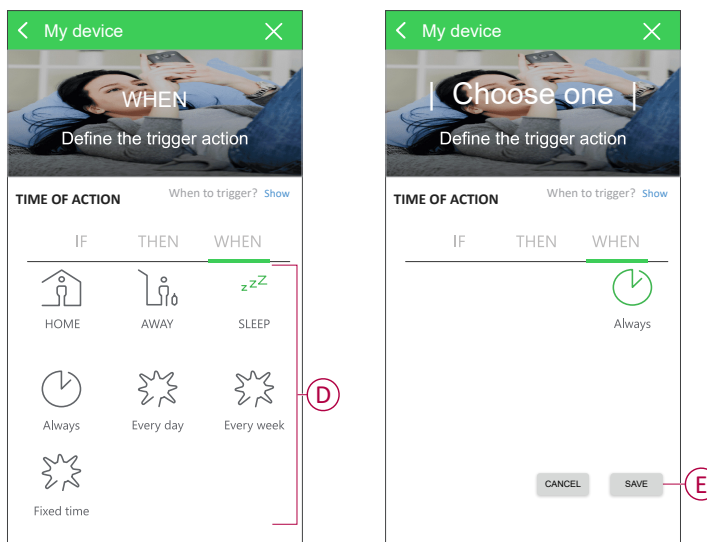 My device
WHEN
Define the trigger action
TIME OF ACTION
When to trigger? Show
IF THEN WHEN
zzZ
HOME AWAY SLEEP
Always Every day Every week
Fixed time
D
My device
| Choose one |
Define the trigger action
TIME OF ACTION
When to trigger? Show
IF THEN WHEN
Always
CANCEL SAVE
E